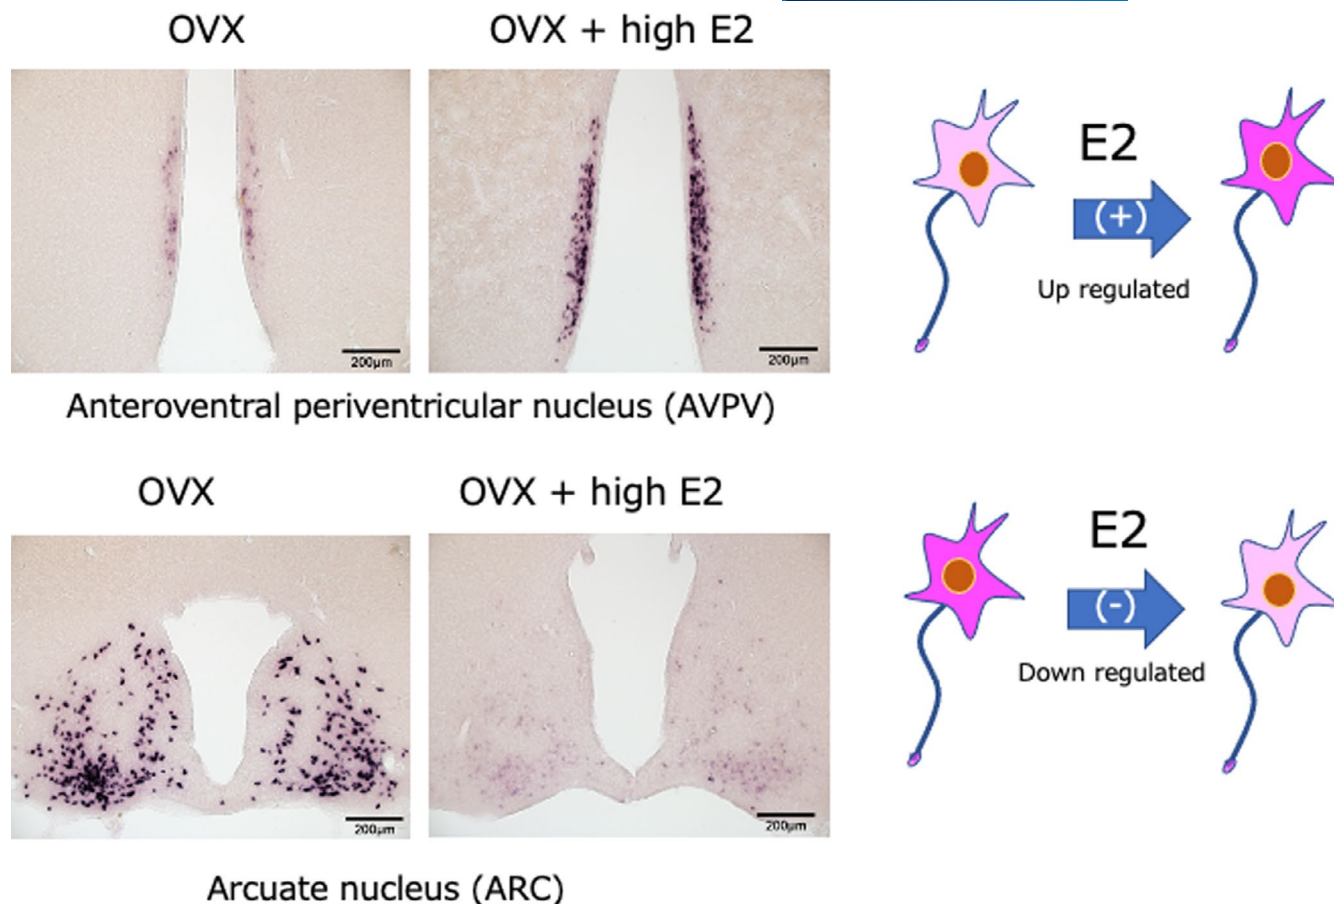 OVX
OVX + high E2
200μm
200μm
E2
(+)
Up regulated
Anteroventral periventricular nucleus (AVPV)
OVX
OVX + high E2
200μm
200μm
E2
(-)
Down regulated
Arcuate nucleus (ARC)